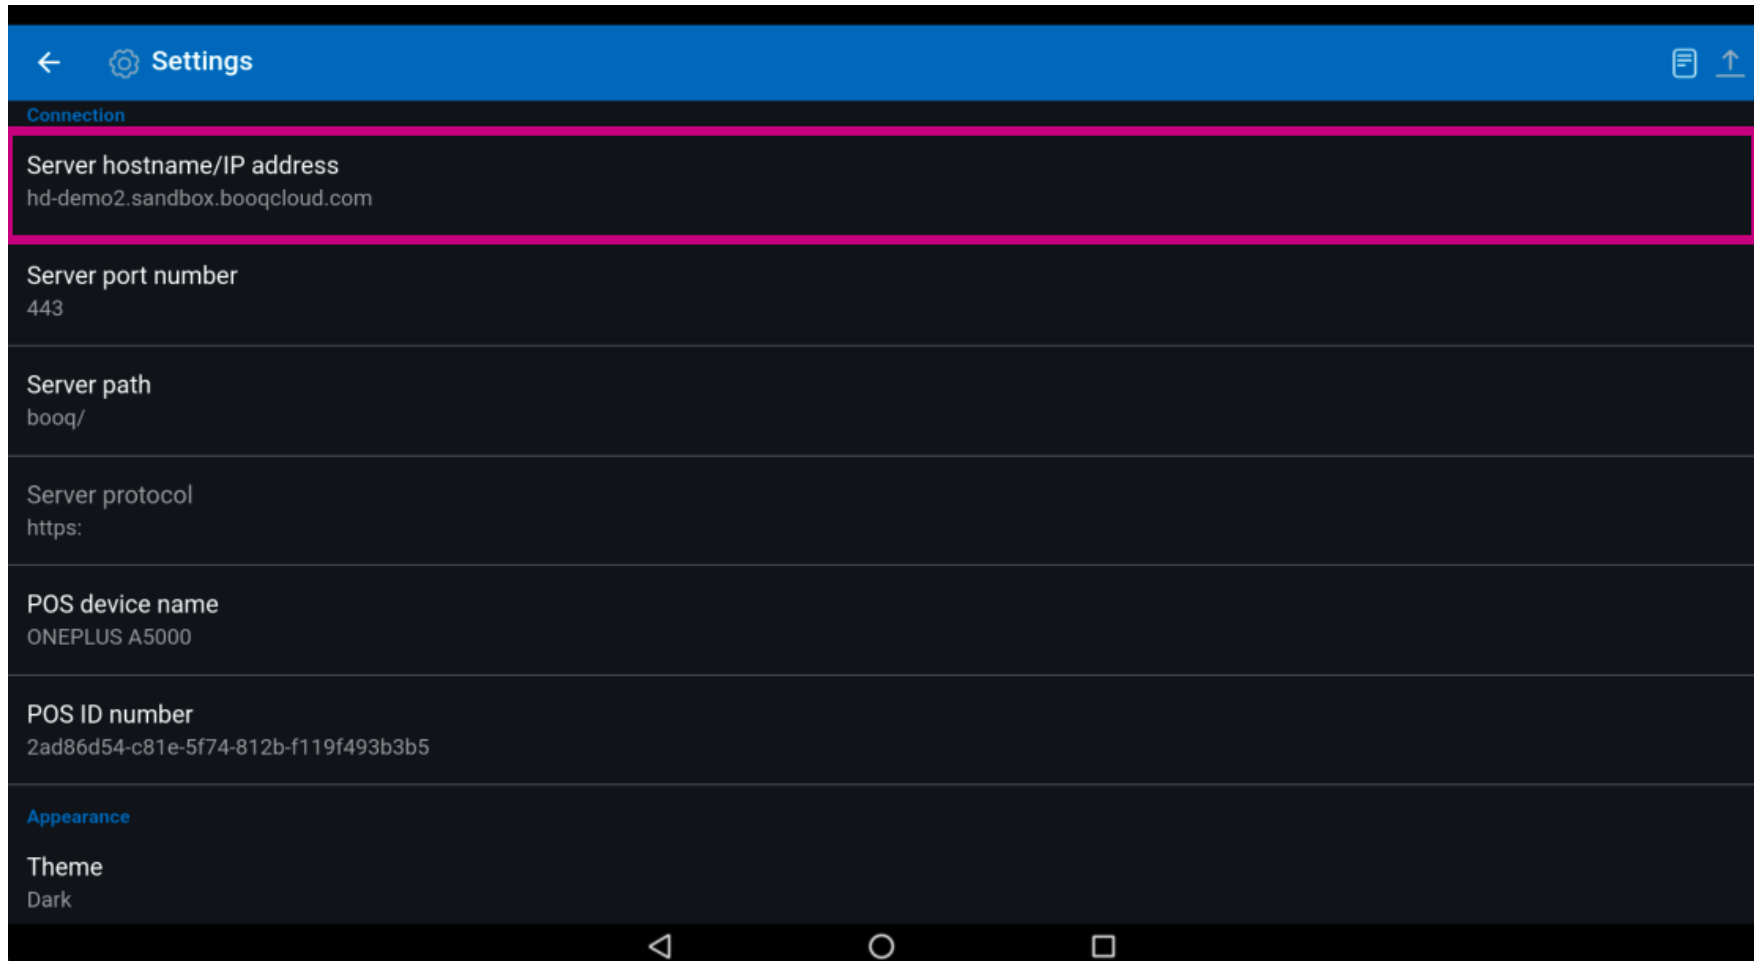 Settings
Connection
Server hostname/IP address
hd-demo2.sandbox.booqcloud.com
Server port number
443
Server path
booq/
Server protocol
https:
POS device name
ONEPLUS A5000
POS ID number
2ad86d54-c81e-5f74-812b-f119f493b3b5
Appearance
Theme
Dark